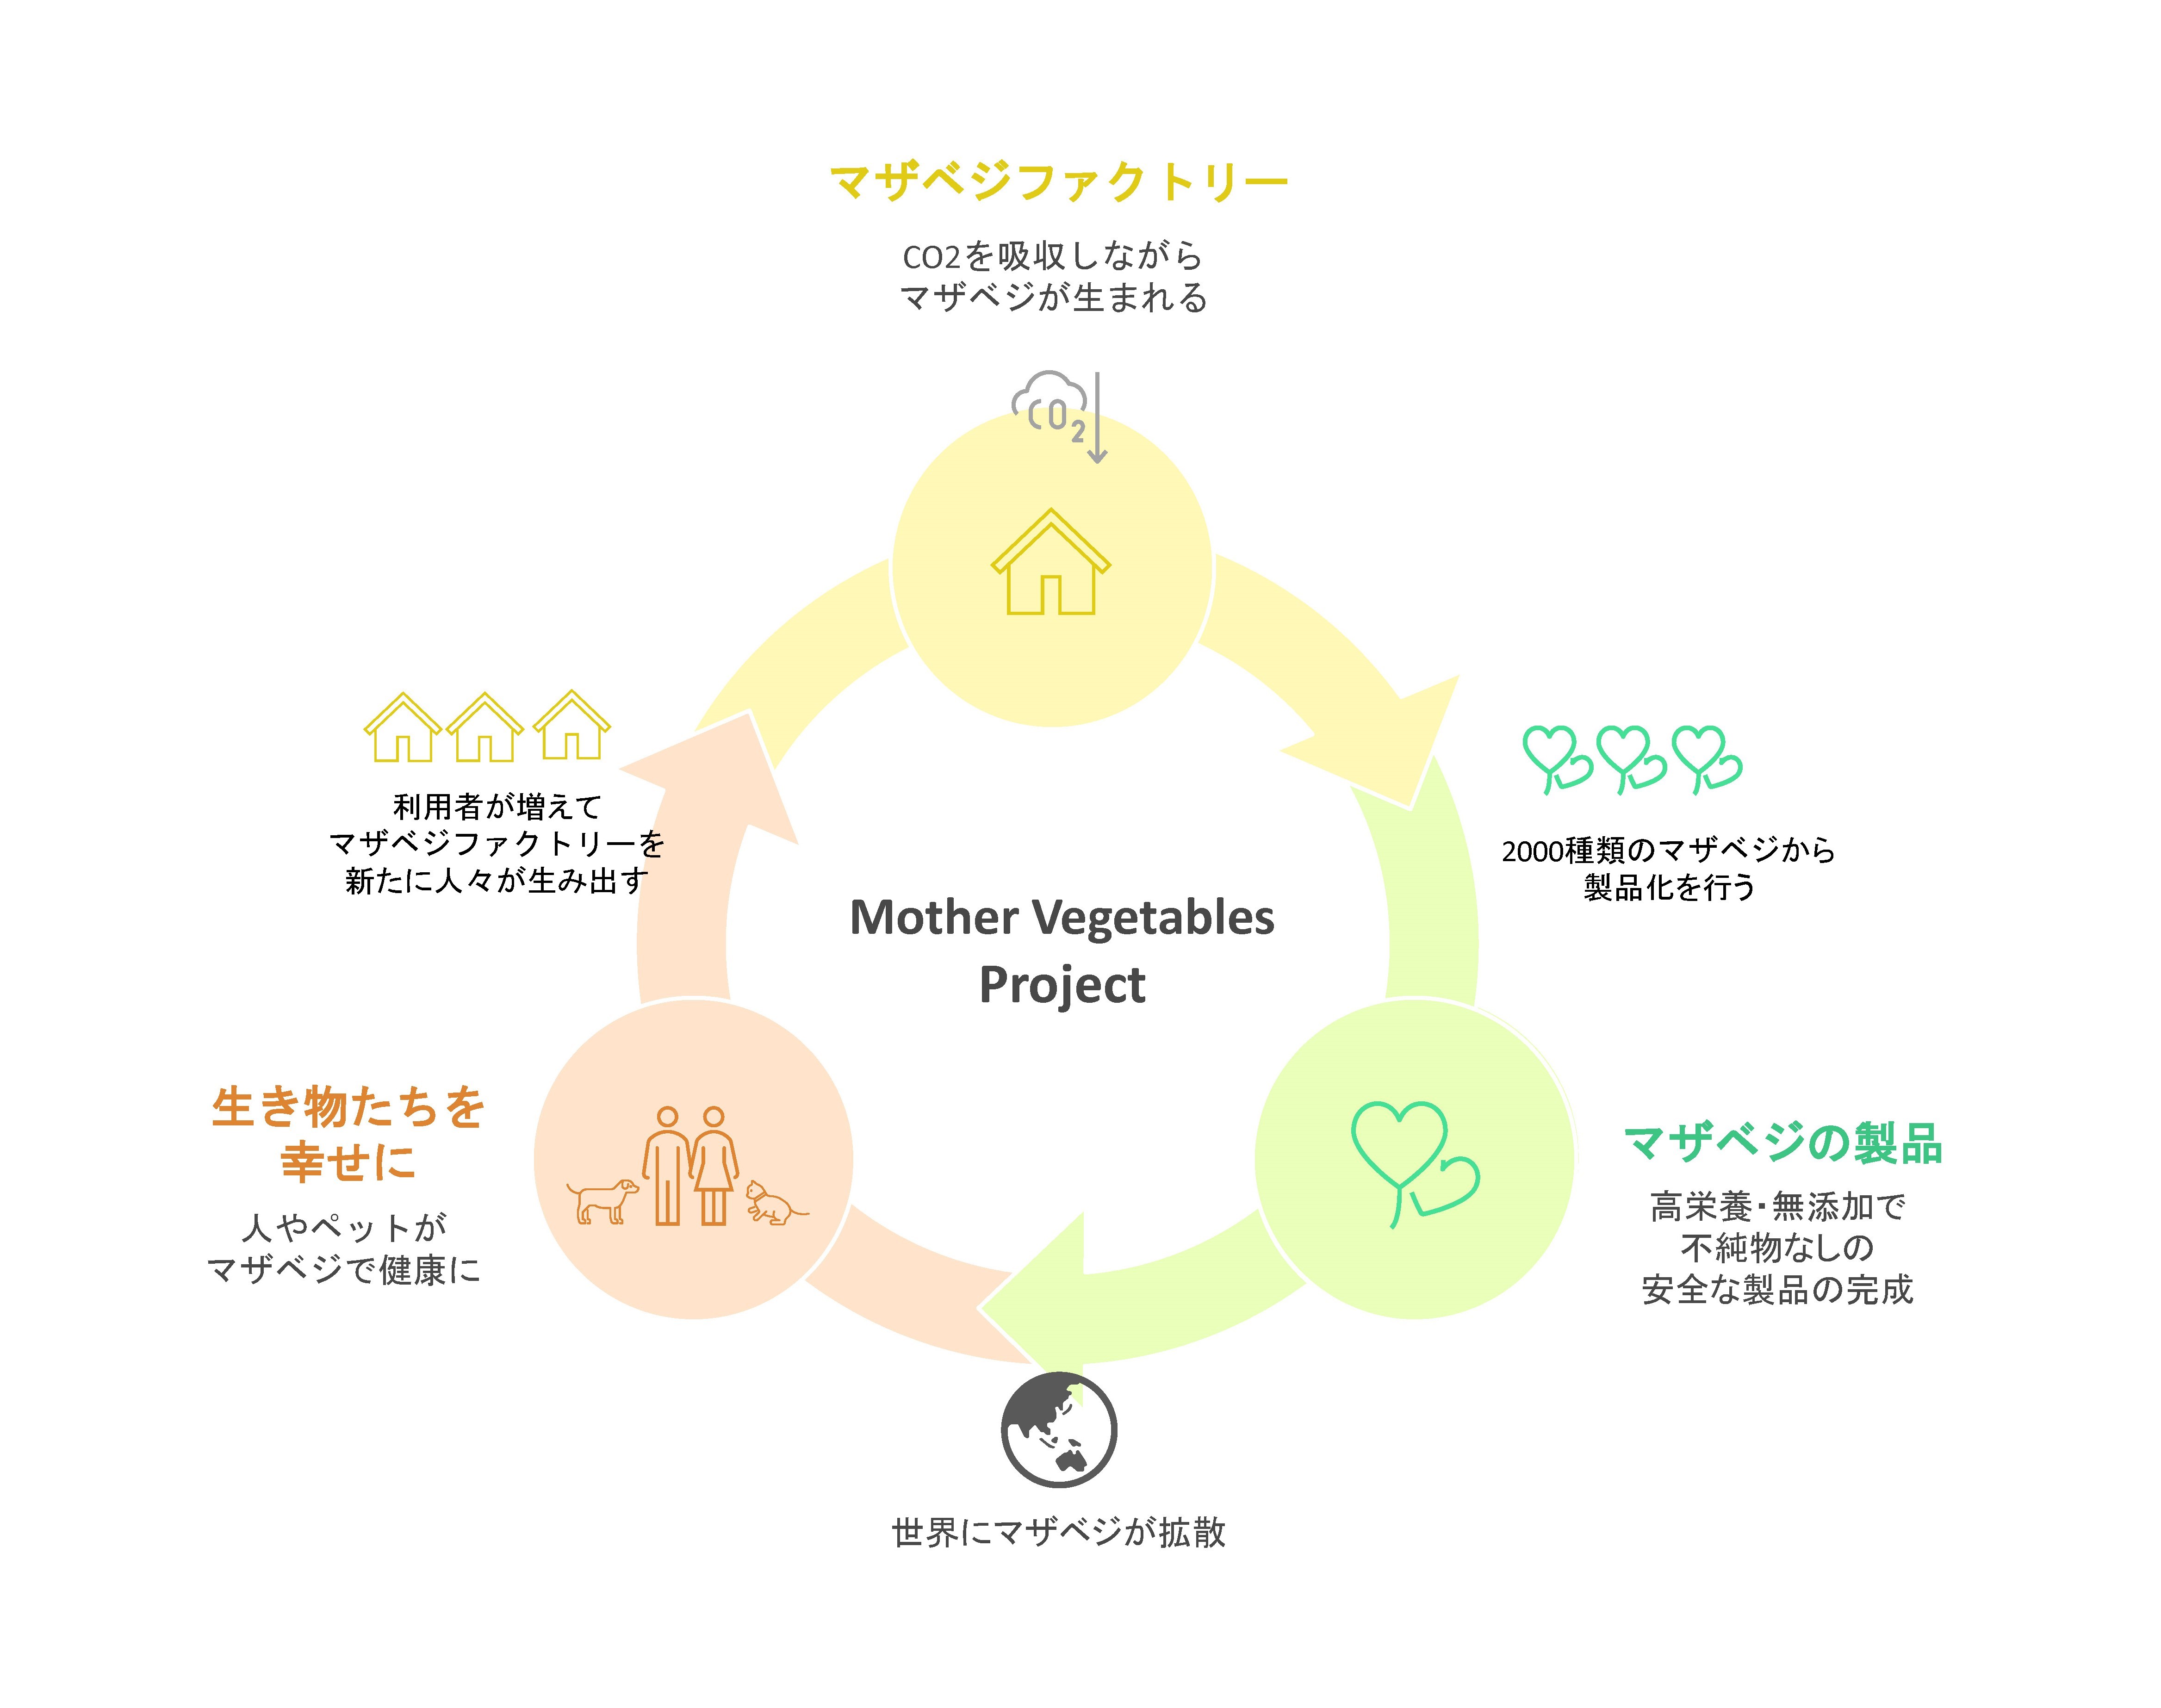 マザベジファクトリー
CO2を吸収しながら
マザベジが生まれる
CO2
利用者が増えて
マザベジファクトリーを
新たに人々が生み出す
2000種類のマザベジから
製品化を行う
Mother Vegetables
Project
生き物たちを
幸せに
人やペットが
マザベジで健康に
マザベジの製品
高栄養・無添加で
不純物なしの
安全な製品の完成
世界にマザベジが拡散